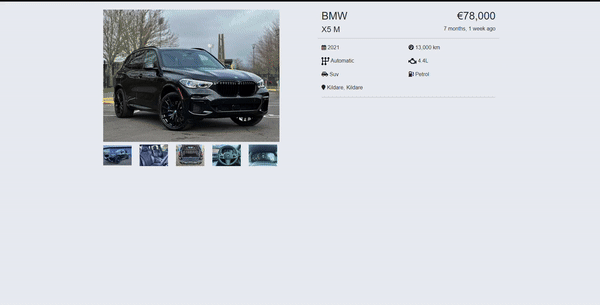 BMW €78,000
X5 M 7 months, 1 week ago
2021 13,000 km
Automatic 4.4L
Suv Petrol
Kildare, Kildare